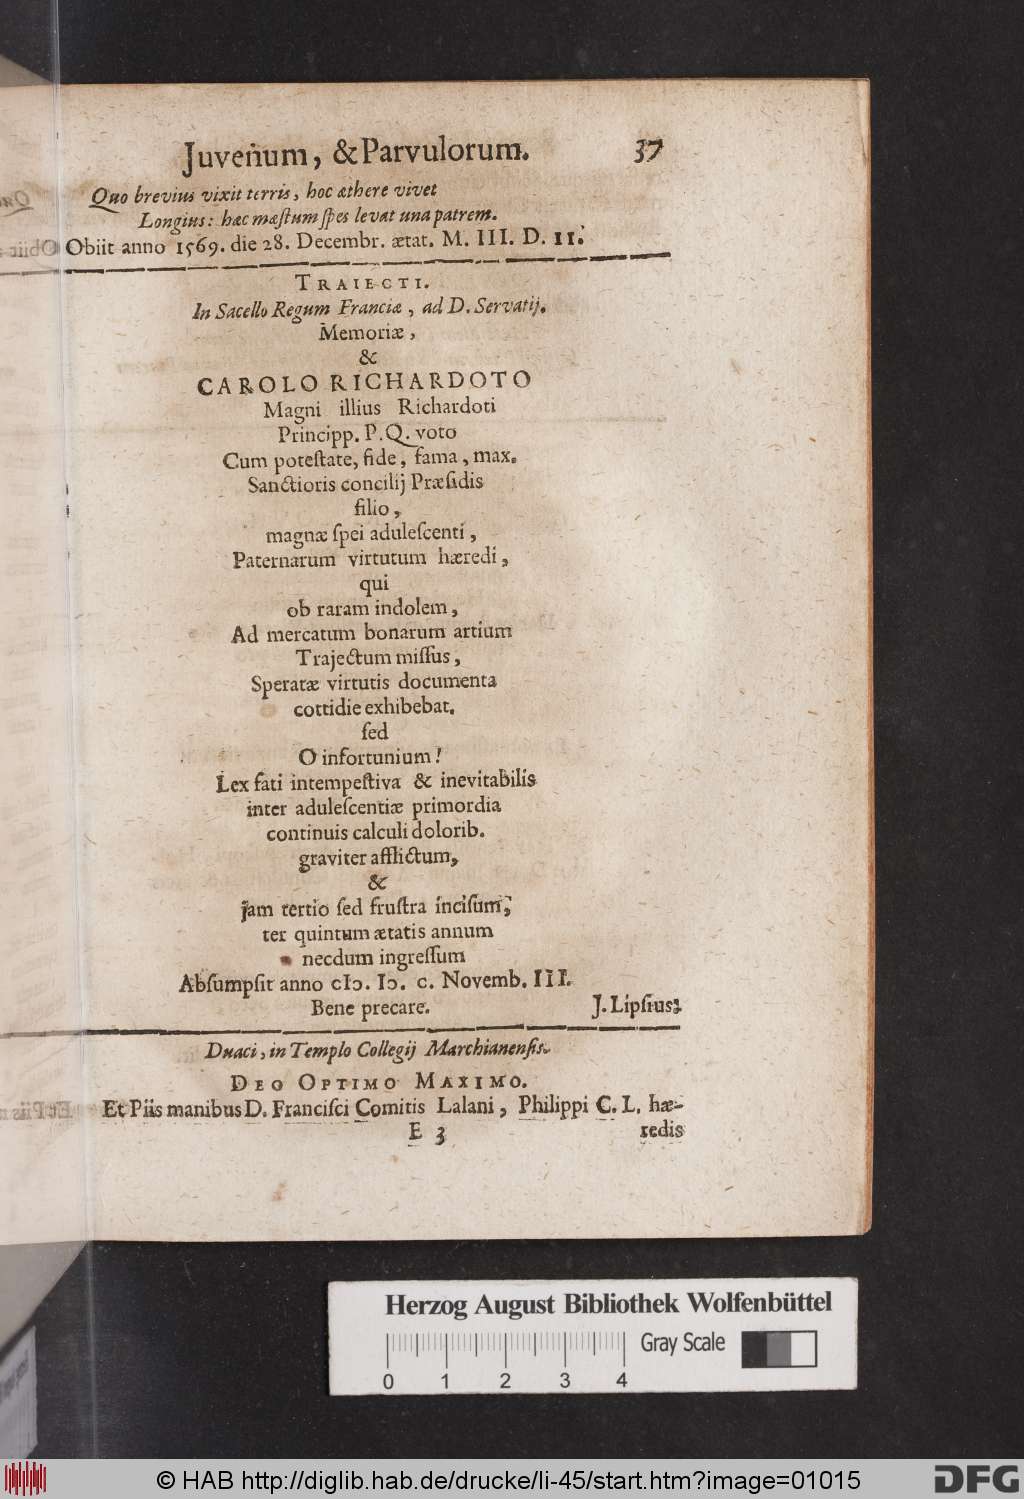 Juvenum, & Parvulorum. 37
Quo brevius vixit terris, hoc æthere vivet
Longius: hæc mæstum ſpes levat una patrem.
Obiit anno 1569. die 28. Decembr. ætat. M. III. D. 11.
TRAIECTI.
In Sacello Regum Franciæ, ad D. Servatij.
Memoriæ,
&
CAROLO RICHARDOTO
Magni illius Richardoti
Principp. P.Q. voto
Cum poteſtate, fide, fama, max.
Sanctioris concilij Præſidis
filio,
magnæ ſpei aduleſcenti,
Paternarum virtutum hæredi,
qui
ob raram indolem,
Ad mercatum bonarum artium
Trajectum miſſus,
Speratæ virtutis documenta
cottidie exhibebat.
ſed
O infortunium!
Lex fati intempeſtiva & inevitabilis
inter aduleſcentiæ primordia
continuis calculi dolorib.
graviter afflictum,
&
jam tertio ſed fruſtra inciſum,
ter quintum ætatis annum
necdum ingreſſum
Abſumpſit anno cIↄ. Iↄ. c. Novemb. III.
Bene precare. J. Lipſius.
Duaci, in Templo Collegij Marchianenſis.
DEO OPTIMO MAXIMO.
Et Piis manibus D. Franciſci Comitis Lalani, Philippi C. L. hæ-
E 3 redis
Herzog August Bibliothek Wolfenbüttel
Gray Scale
0 1 2 3 4
© HAB http://diglib.hab.de/drucke/li-45/start.htm?image=01015
DFG